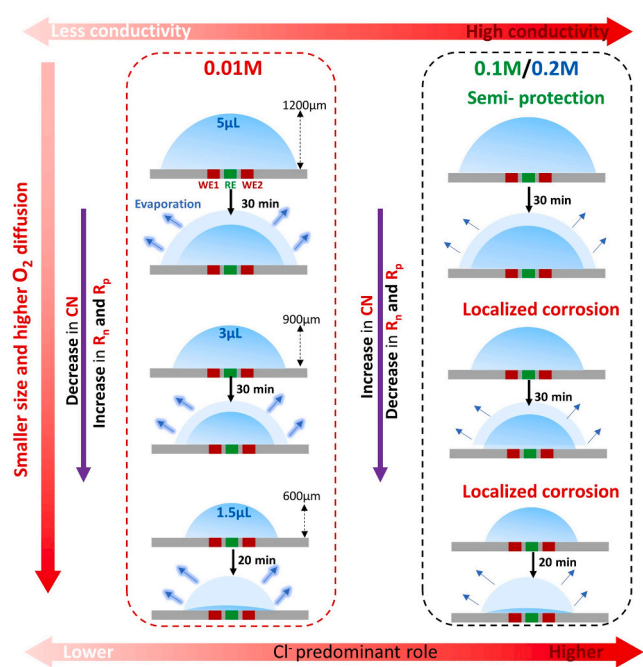 Less conductivity
High conductivity
0.01M
0.1M/0.2M
Semi- protection
1200µm
5µL
WE1 RE WE2
30 min
Evaporation
30 min
Smaller size and higher O₂ diffusion
Decrease in CN
Increase in Rₙ and Rₚ
Increase in CN
Decrease in Rₙ and Rₚ
Localized corrosion
900µm
3µL
30 min
30 min
Localized corrosion
600µm
1.5µL
20 min
20 min
Lower
Cl⁻ predominant role
Higher